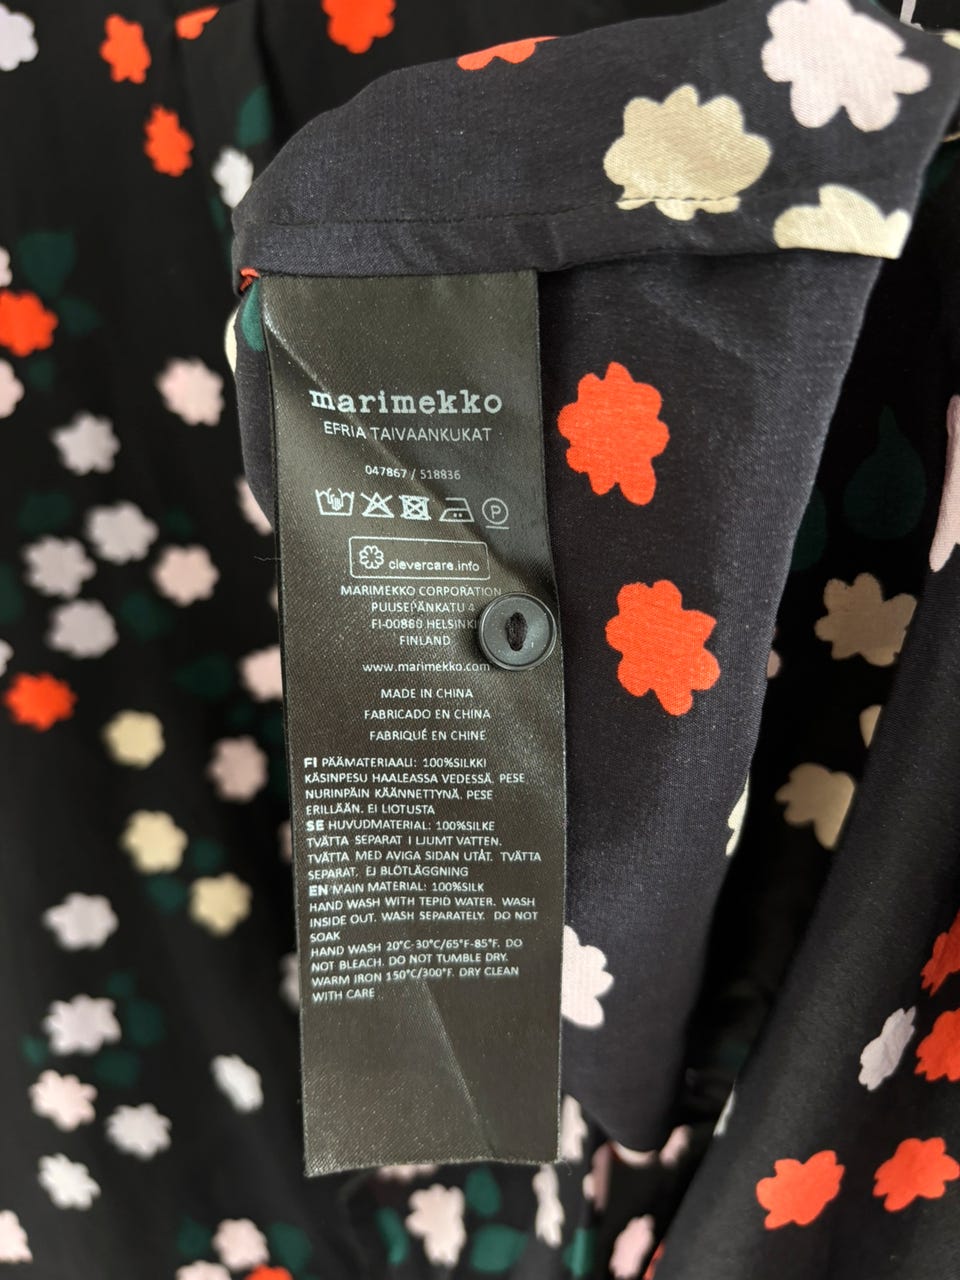 marimekko
EFRIA TAIVAANKUKAT
047867 / 518836
P
clevercare.info
MARIMEKKO CORPORATION
PUUSEPÄNKATU 4
FI-00880 HELSINKI
FINLAND
www.marimekko.com
MADE IN CHINA
FABRICADO EN CHINA
FABRIQUÉ EN CHINE
FI PÄÄMATERIAALI: 100%SILKKI
KÄSINPESU HAALEASSA VEDESSÄ. PESE
NURINPÄIN KÄÄNNETTYNÄ. PESE
ERILLÄÄN. EI LIOTUSTA
SE HUVUDMATERIAL: 100%SILKE
TVÄTTA SEPARAT I LJUMT VATTEN.
TVÄTTA MED AVIGA SIDAN UTÅT. TVÄTTA
SEPARAT, EJ BLÖTLÄGGNING
EN MAIN MATERIAL: 100%SILK
HAND WASH WITH TEPID WATER. WASH
INSIDE OUT. WASH SEPARATELY. DO NOT
SOAK
HAND WASH 20°C-30°C/65°F-85°F. DO
NOT BLEACH. DO NOT TUMBLE DRY.
WARM IRON 150°C/300°F. DRY CLEAN
WITH CARE